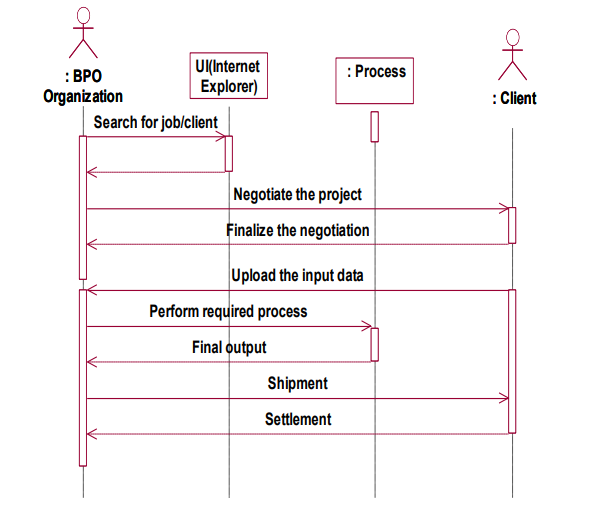 : BPO
Organization
UI(Internet
Explorer)
: Process
: Client
Search for job/client
Negotiate the project
Finalize the negotiation
Upload the input data
Perform required process
Final output
Shipment
Settlement